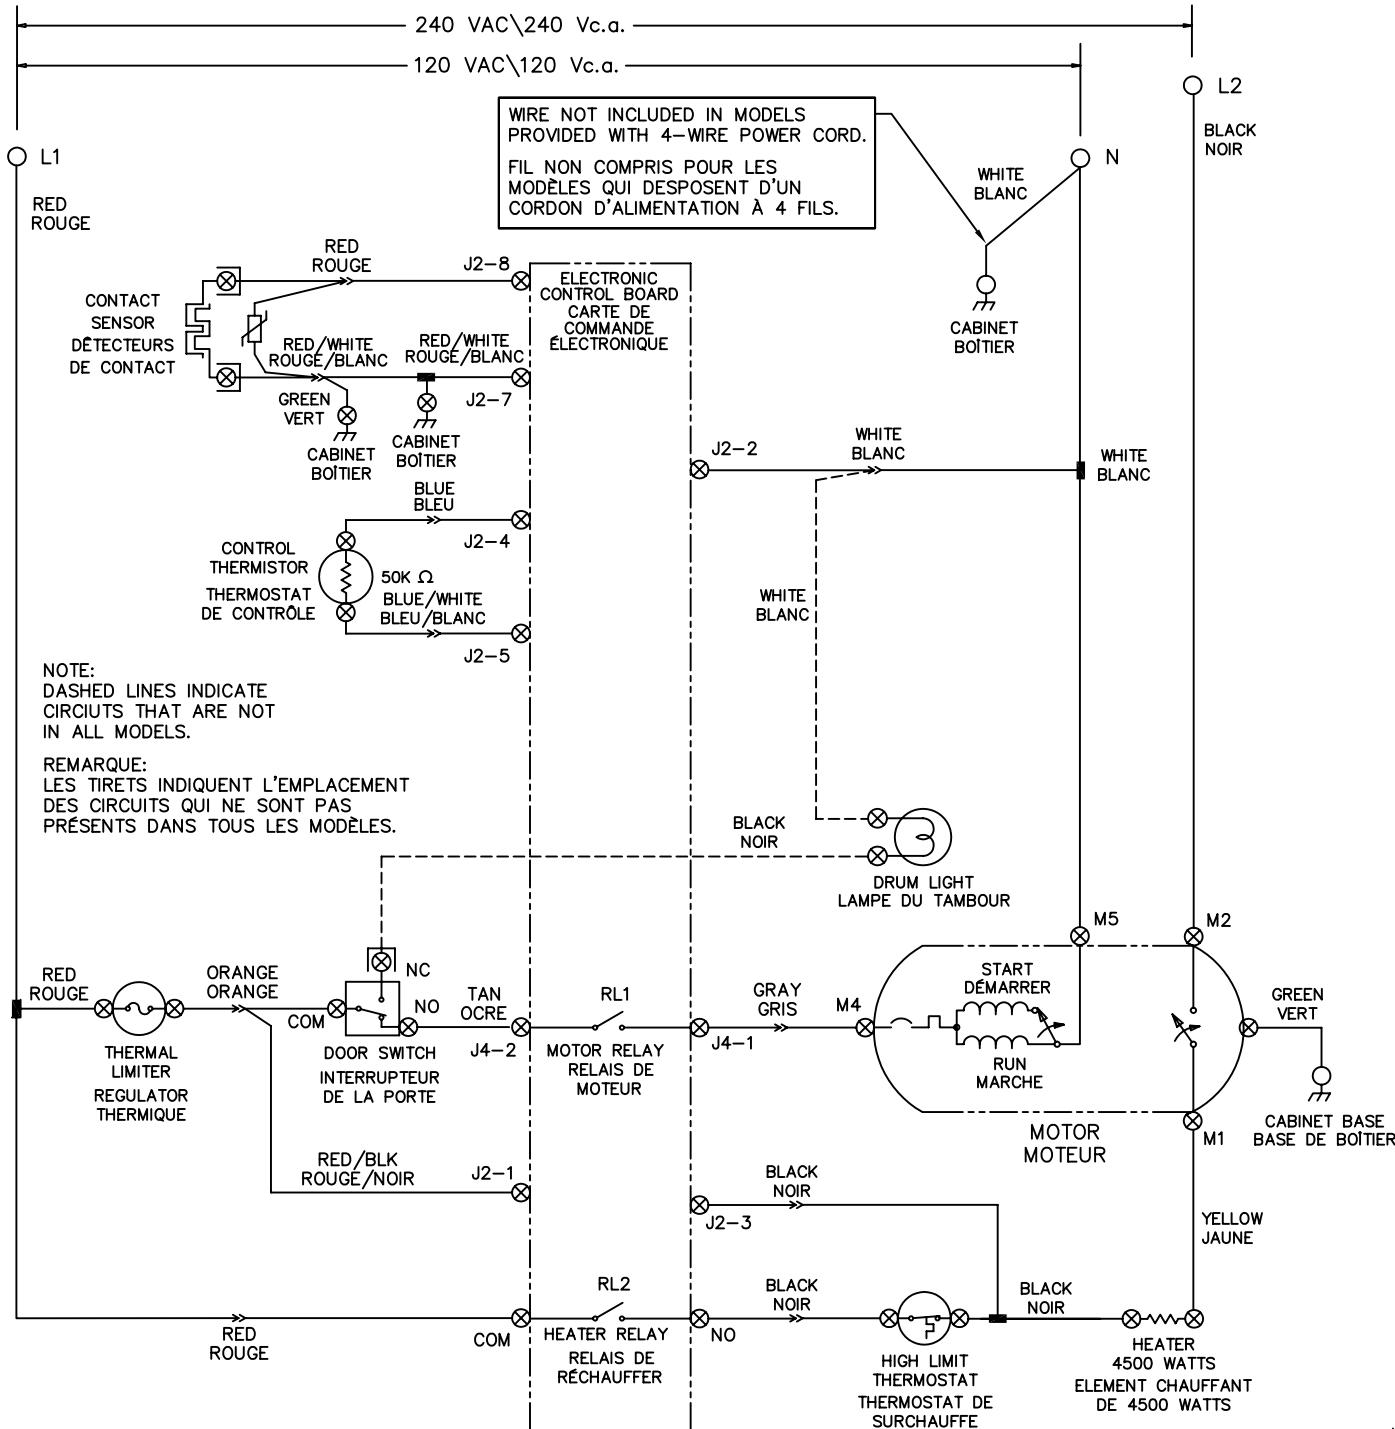 240 VAC\240 Vc.a.
120 VAC\120 Vc.a.
L2
BLACK
NOIR
WIRE NOT INCLUDED IN MODELS
PROVIDED WITH 4-WIRE POWER CORD.
FIL NON COMPRIS POUR LES
MODÈLES QUI DESPOSENT D'UN
CORDON D'ALIMENTATION À 4 FILS.
L1
RED
ROUGE
N
WHITE
BLANC
CABINET
BOÎTIER
RED
ROUGE
J2-8
CONTACT
SENSOR
DÉTECTEURS
DE CONTACT
RED/WHITE
ROUGE/BLANC
RED/WHITE
ROUGE/BLANC
ELECTRONIC
CONTROL BOARD
CARTE DE
COMMANDE
ÉLECTRONIQUE
GREEN
VERT
J2-7
CABINET
BOÎTIER
CABINET
BOÎTIER
J2-2
WHITE
BLANC
WHITE
BLANC
BLUE
BLEU
J2-4
CONTROL
THERMISTOR
THERMOSTAT
DE CONTRÔLE
50K Ω
BLUE/WHITE
BLEU/BLANC
J2-5
WHITE
BLANC
NOTE:
DASHED LINES INDICATE
CIRCIUTS THAT ARE NOT
IN ALL MODELS.
REMARQUE:
LES TIRETS INDIQUENT L'EMPLACEMENT
DES CIRCUITS QUI NE SONT PAS
PRÉSENTS DANS TOUS LES MODÈLES.
BLACK
NOIR
DRUM LIGHT
LAMPE DU TAMBOUR
M5
M2
RED
ROUGE
ORANGE
ORANGE
NC
COM
NO
TAN
OCRE
RL1
GRAY
GRIS
M4
START
DÉMARRER
GREEN
VERT
THERMAL
LIMITER
REGULATOR
THERMIQUE
DOOR SWITCH
INTERRUPTEUR
DE LA PORTE
J4-2
MOTOR RELAY
RELAIS DE
MOTEUR
J4-1
RUN
MARCHE
MOTOR
MOTEUR
M1
CABINET BASE
BASE DE BOÎTIER
RED/BLK
ROUGE/NOIR
J2-1
BLACK
NOIR
J2-3
YELLOW
JAUNE
RED
ROUGE
COM
RL2
HEATER RELAY
RELAIS DE
RÉCHAUFFER
NO
BLACK
NOIR
BLACK
NOIR
HIGH LIMIT
THERMOSTAT
THERMOSTAT DE
SURCHAUFFE
HEATER
4500 WATTS
ELEMENT CHAUFFANT
DE 4500 WATTS